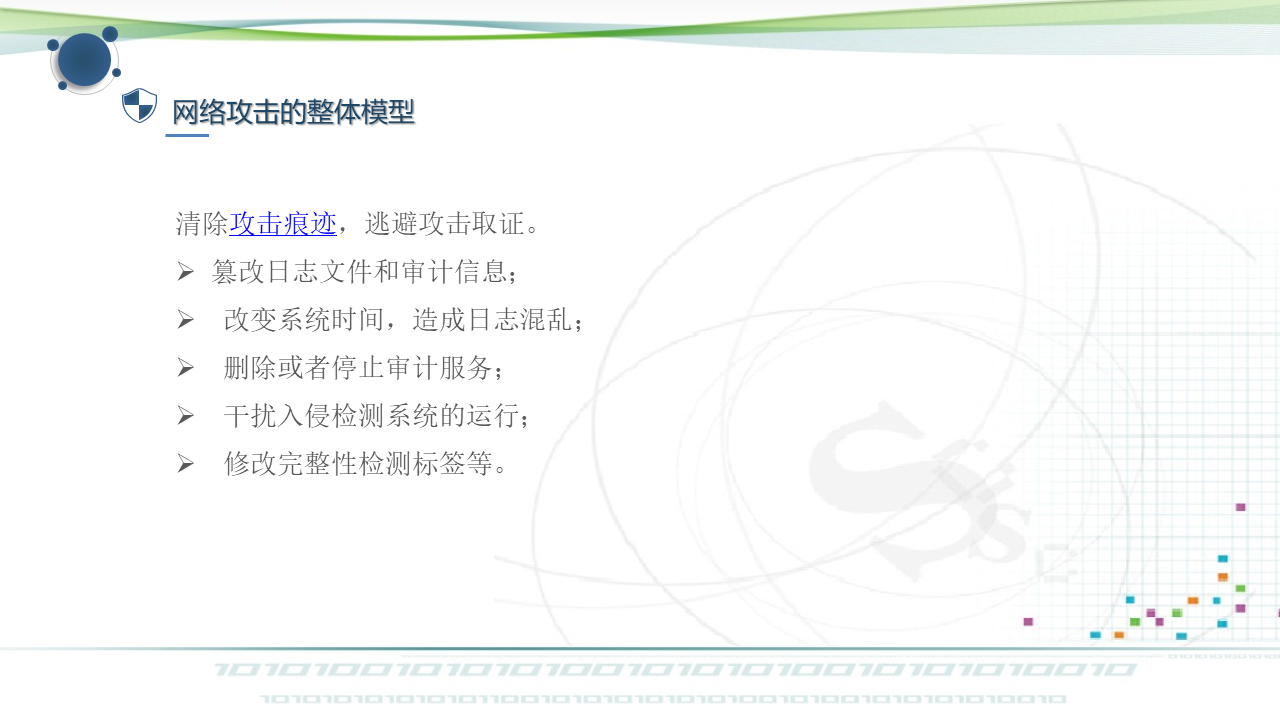 网络攻击的整体模型
清除攻击痕迹，逃避攻击取证。
➢ 篡改日志文件和审计信息；
➢ 改变系统时间，造成日志混乱；
➢ 删除或者停止审计服务；
➢ 干扰入侵检测系统的运行；
➢ 修改完整性检测标签等。